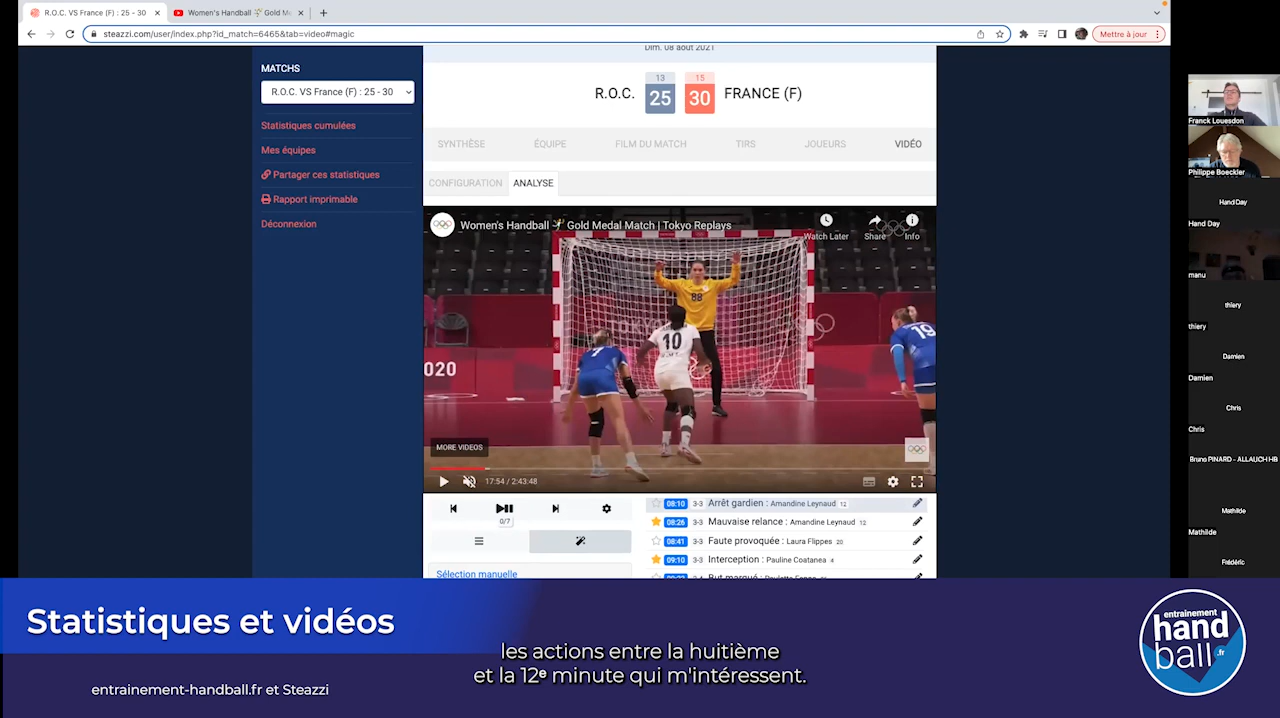 R.O.C. VS France (F) : 25 - 30
Women's Handball 🤾 Gold Me
steazzi.com/user/index.php?id_match=6465&tab=video#magic
Mettre à jour
MATCHS
R.O.C. VS France (F) : 25 - 30
Statistiques cumulées
Mes équipes
Partager ces statistiques
Rapport imprimable
Déconnexion
Dim. 08 août 2021
13 15
R.O.C. 25 30 FRANCE (F)
SYNTHÈSE ÉQUIPE FILM DU MATCH TIRS JOUEURS VIDÉO
CONFIGURATION ANALYSE
Women's Handball 🤾 Gold Medal Match | Tokyo Replays
Watch Later Share Info
88
10
7
19
TOKYO
020
MORE VIDEOS
17:54 / 2:43:48
0/7
Sélection manuelle
08:10 3-3 Arrêt gardien : Amandine Leynaud 12
08:26 3-3 Mauvaise relance : Amandine Leynaud 12
08:41 3-3 Faute provoquée : Laura Flippes 20
09:10 3-3 Interception : Pauline Coatanea 4
Franck Louesdon
Philippe Boeckler
Hand Day
Hand Day
manu
thiery
thiery
Damien
Damien
Chris
Chris
Bruno PINARD - ALLAUCH HB
Mathilde
Mathilde
Frédéric
Statistiques et vidéos
les actions entre la huitième
et la 12e minute qui m'intéressent.
entrainement-handball.fr et Steazzi
entrainement
hand
ball.fr